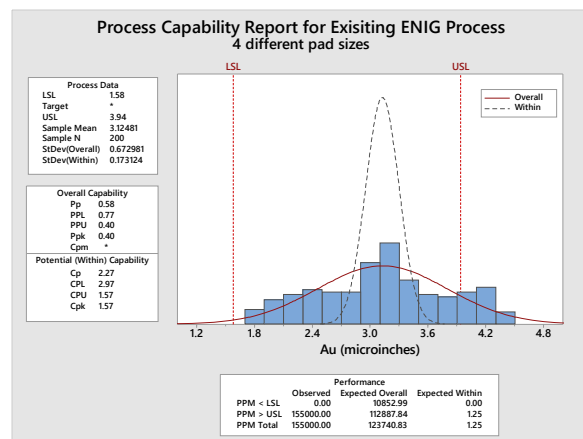 Process Capability Report for Exisiting ENIG Process
4 different pad sizes
LSL
USL
Process Data
LSL 1.58
Target *
USL 3.94
Sample Mean 3.12481
Sample N 200
StDev(Overall) 0.672981
StDev(Within) 0.173124
Overall Capability
Pp 0.58
PPL 0.77
PPU 0.40
Ppk 0.40
Cpm *
Potential (Within) Capability
Cp 2.27
CPL 2.97
CPU 1.57
Cpk 1.57
Overall
Within
1.2 1.8 2.4 3.0 3.6 4.2 4.8
Au (microinches)
Performance
Observed Expected Overall Expected Within
PPM < LSL 0.00 10852.99 0.00
PPM > USL 155000.00 112887.84 1.25
PPM Total 155000.00 123740.83 1.25